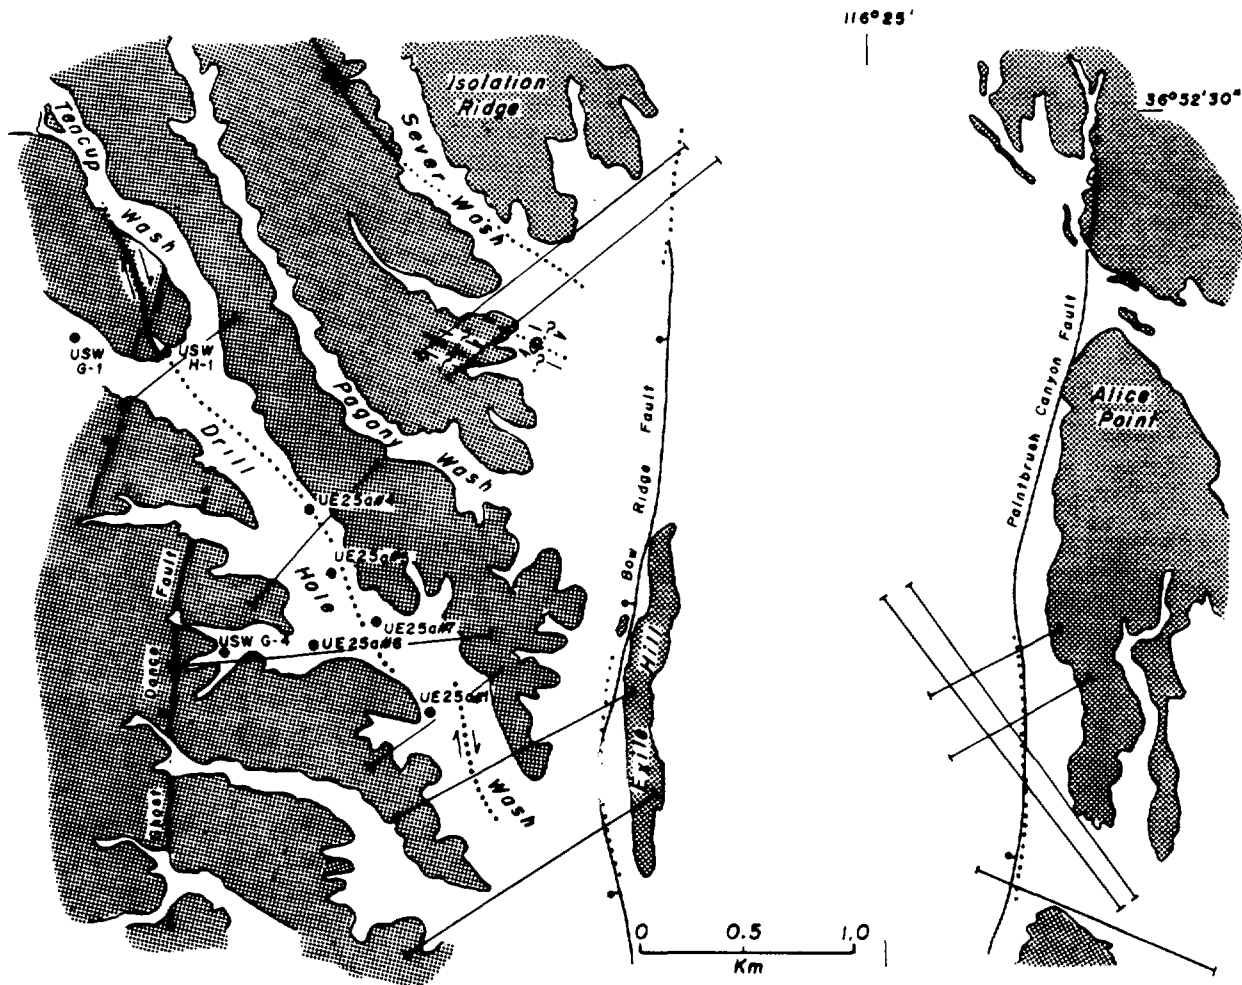 116°25'
36°52'30"
Isolation
Ridge
Teacup
Wash
Sever
Wash
?
?
USW
G-1
USW
H-1
Pagany
Wash
Drill
Hole
Wash
UE25a#4
UE25a#5
UE25a#7
USW G-4
UE25a#6
UE25a#1
Ghost
Dance
Fault
Bow
Ridge
Fault
Exile Hill
Paintbrush Canyon Fault
Alice
Point
0
0.5
1.0
Km